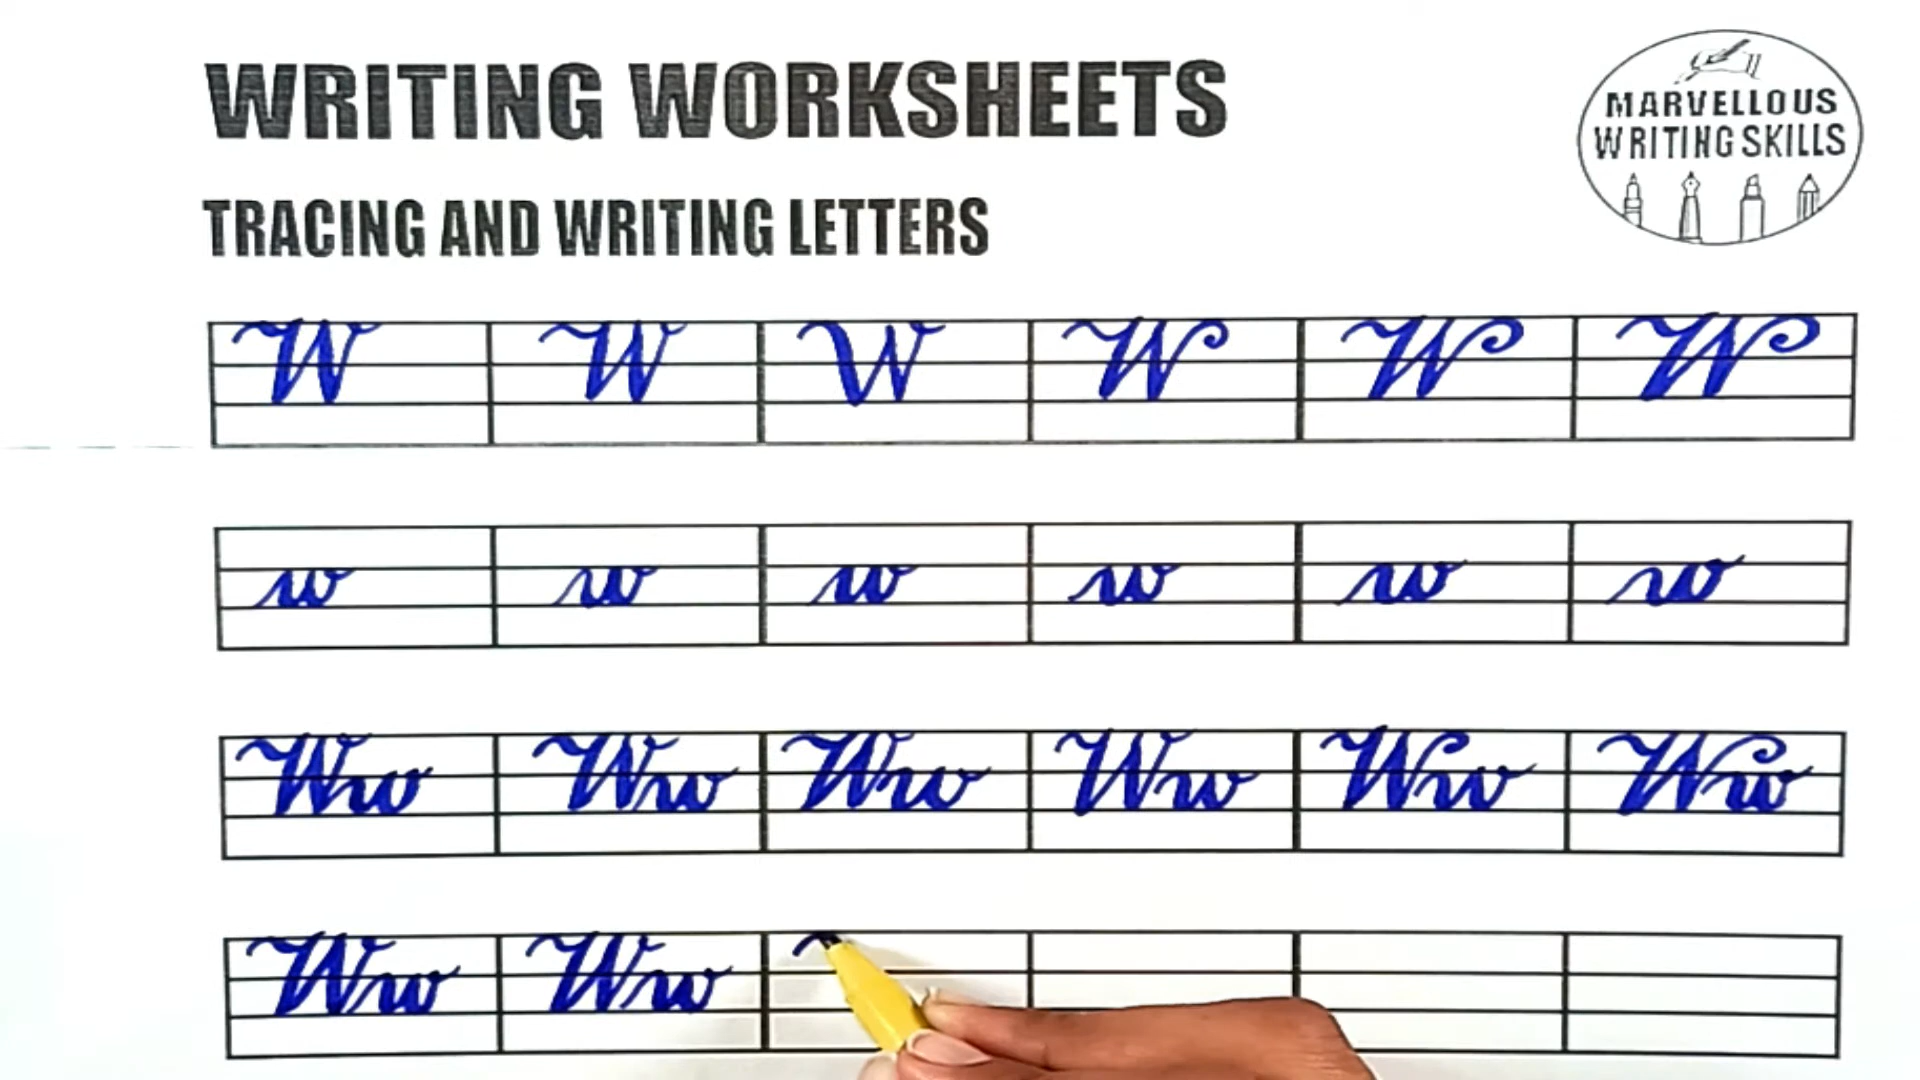 WRITING WORKSHEETS
MARVELLOUS
WRITING SKILLS
TRACING AND WRITING LETTERS
W W W W W W
w w w w w w
Ww Ww Ww Ww Ww Ww
Ww Ww